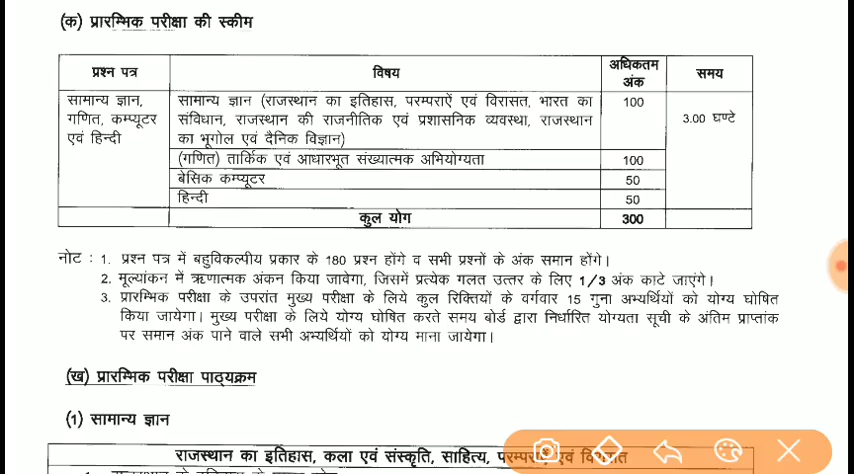 (क) प्रारम्भिक परीक्षा की स्कीम
प्रश्न पत्र विषय अधिकतम अंक समय
सामान्य ज्ञान, गणित, कम्प्यूटर एवं हिन्दी
सामान्य ज्ञान (राजस्थान का इतिहास, परम्पराऐं एवं विरासत, भारत का
संविधान, राजस्थान की राजनीतिक एवं प्रशासनिक व्यवस्था, राजस्थान
का भूगोल एवं दैनिक विज्ञान)
100
3.00 घण्टे
(गणित) तार्किक एवं आधारभूत संख्यात्मक अभियोग्यता 100
बेसिक कम्प्यूटर 50
हिन्दी 50
कुल योग 300
नोट : 1. प्रश्न पत्र में बहुविकल्पीय प्रकार के 180 प्रश्न होंगे व सभी प्रश्नों के अंक समान होंगे।
2. मूल्यांकन में ऋणात्मक अंकन किया जावेगा, जिसमें प्रत्येक गलत उत्तर के लिए 1/3 अंक काटे जाएंगे।
3. प्रारम्भिक परीक्षा के उपरांत मुख्य परीक्षा के लिये कुल रिक्तियों के वर्गवार 15 गुना अभ्यर्थियों को योग्य घोषित
किया जायेगा। मुख्य परीक्षा के लिये योग्य घोषित करते समय बोर्ड द्वारा निर्धारित योग्यता सूची के अंतिम प्राप्तांक
पर समान अंक पाने वाले सभी अभ्यर्थियों को योग्य माना जायेगा।
(ख) प्रारम्भिक परीक्षा पाठ्यक्रम
(1) सामान्य ज्ञान
राजस्थान का इतिहास, कला एवं संस्कृति, साहित्य, एवं